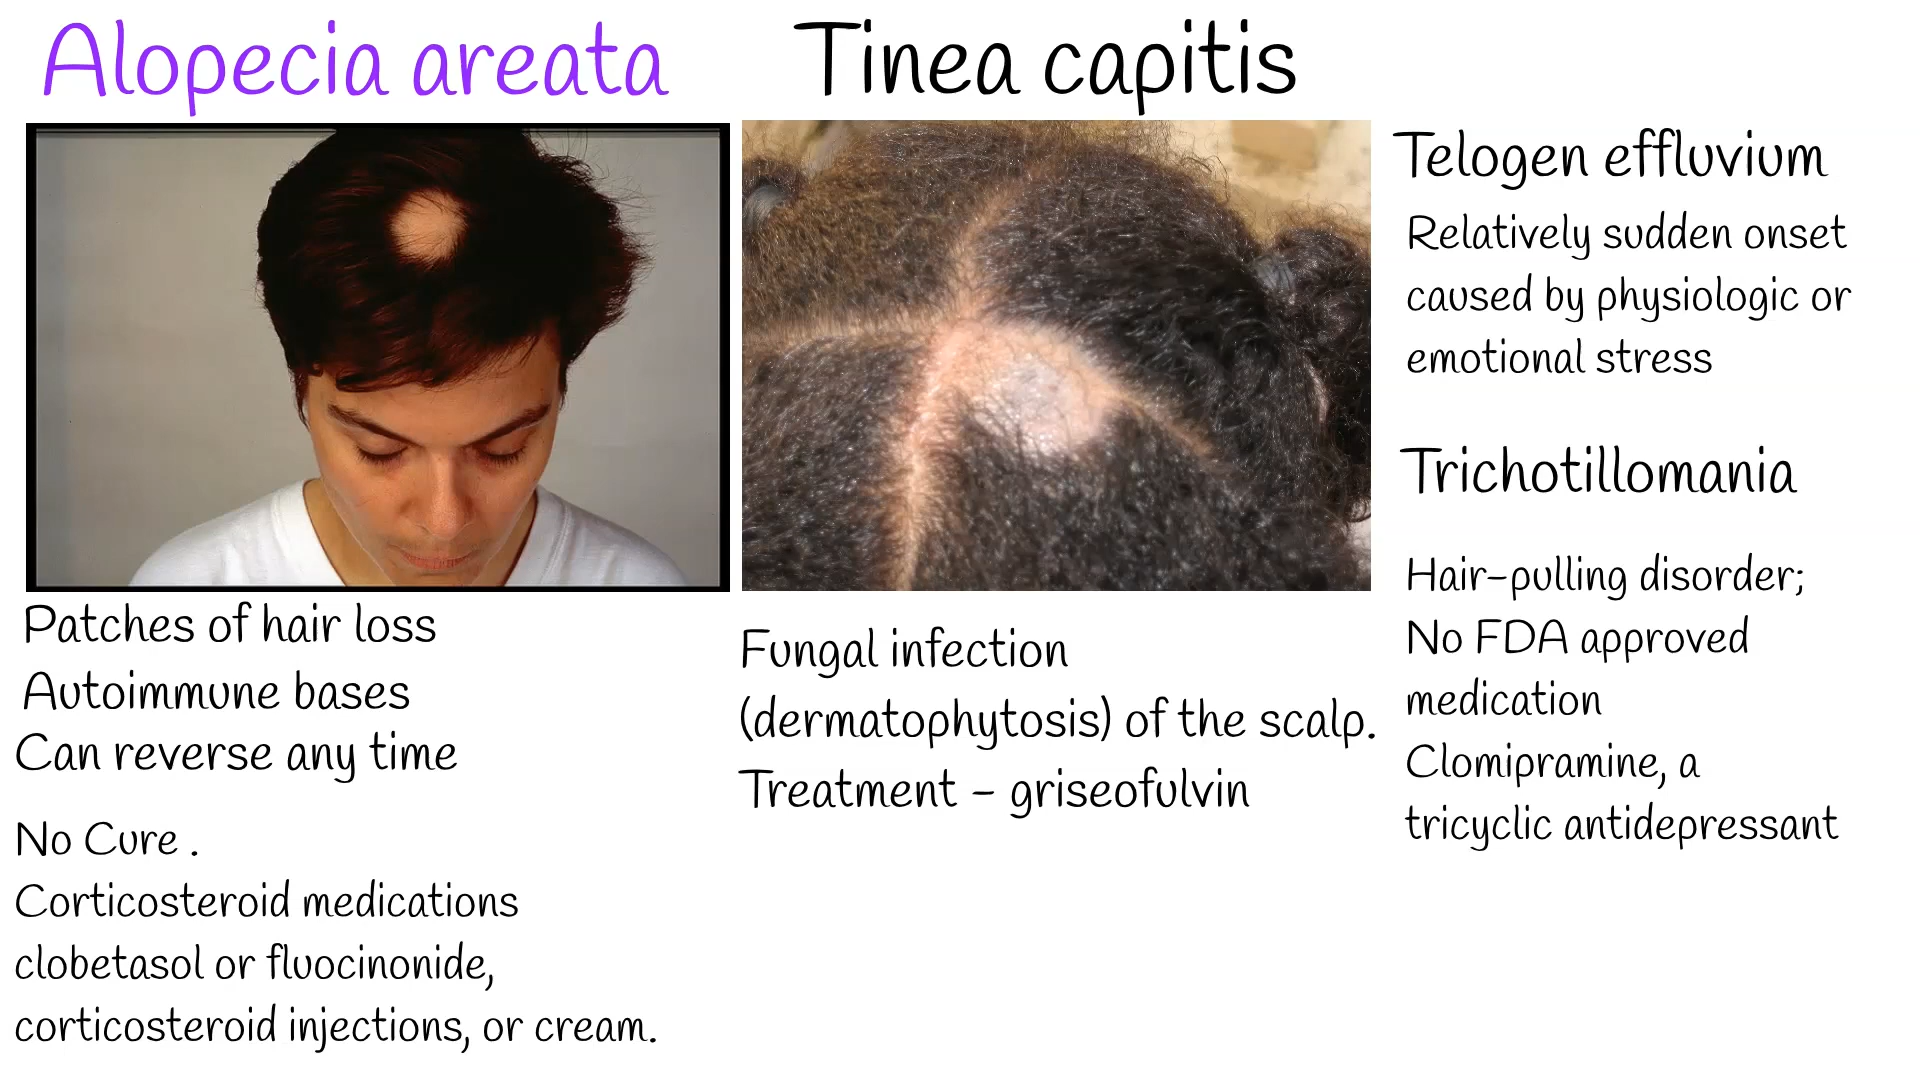 Alopecia areata
Patches of hair loss
Autoimmune bases
Can reverse any time
No Cure .
Corticosteroid medications
clobetasol or fluocinonide,
corticosteroid injections, or cream.
Tinea capitis
Fungal infection
(dermatophytosis) of the scalp.
Treatment - griseofulvin
Telogen effluvium
Relatively sudden onset
caused by physiologic or
emotional stress
Trichotillomania
Hair-pulling disorder;
No FDA approved
medication
Clomipramine, a
tricyclic antidepressant